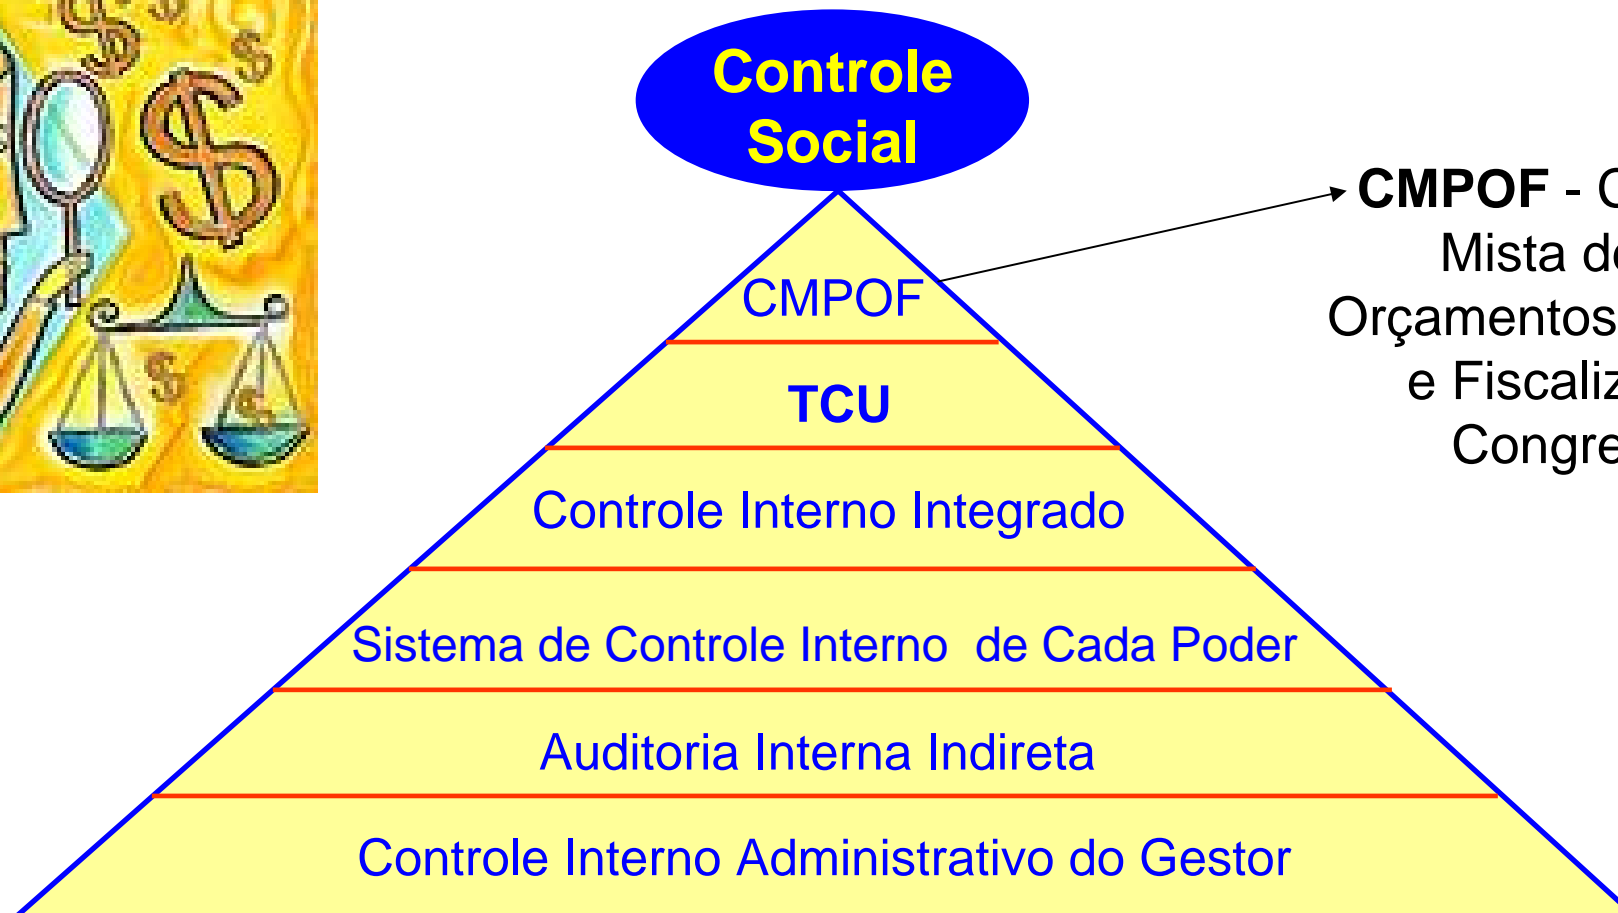 Controle
Social
CMPOF - 
Mista
Orçamentos
e
CMPOF
TCU
Controle Interno Integrado
Sistema de Controle Interno de Cada Poder
Auditoria Interna Indireta
Controle Interno Administrativo do Gestor